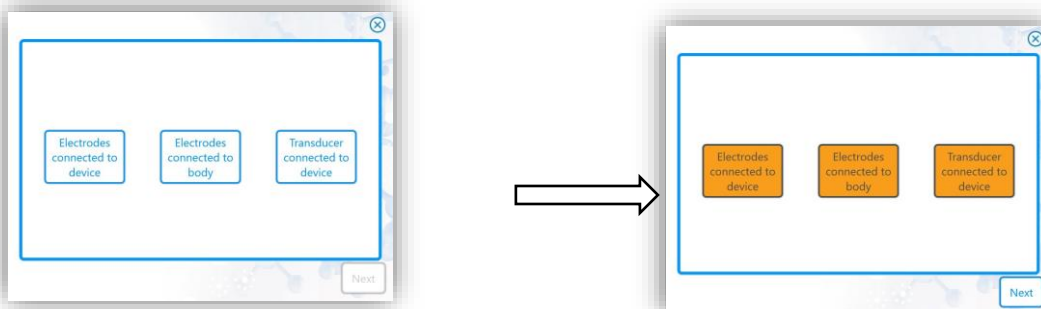 Electrodes
connected to
device
Electrodes
connected to
body
Transducer
connected to
device
Next
Electrodes
connected to
device
Electrodes
connected to
body
Transducer
connected to
device
Next